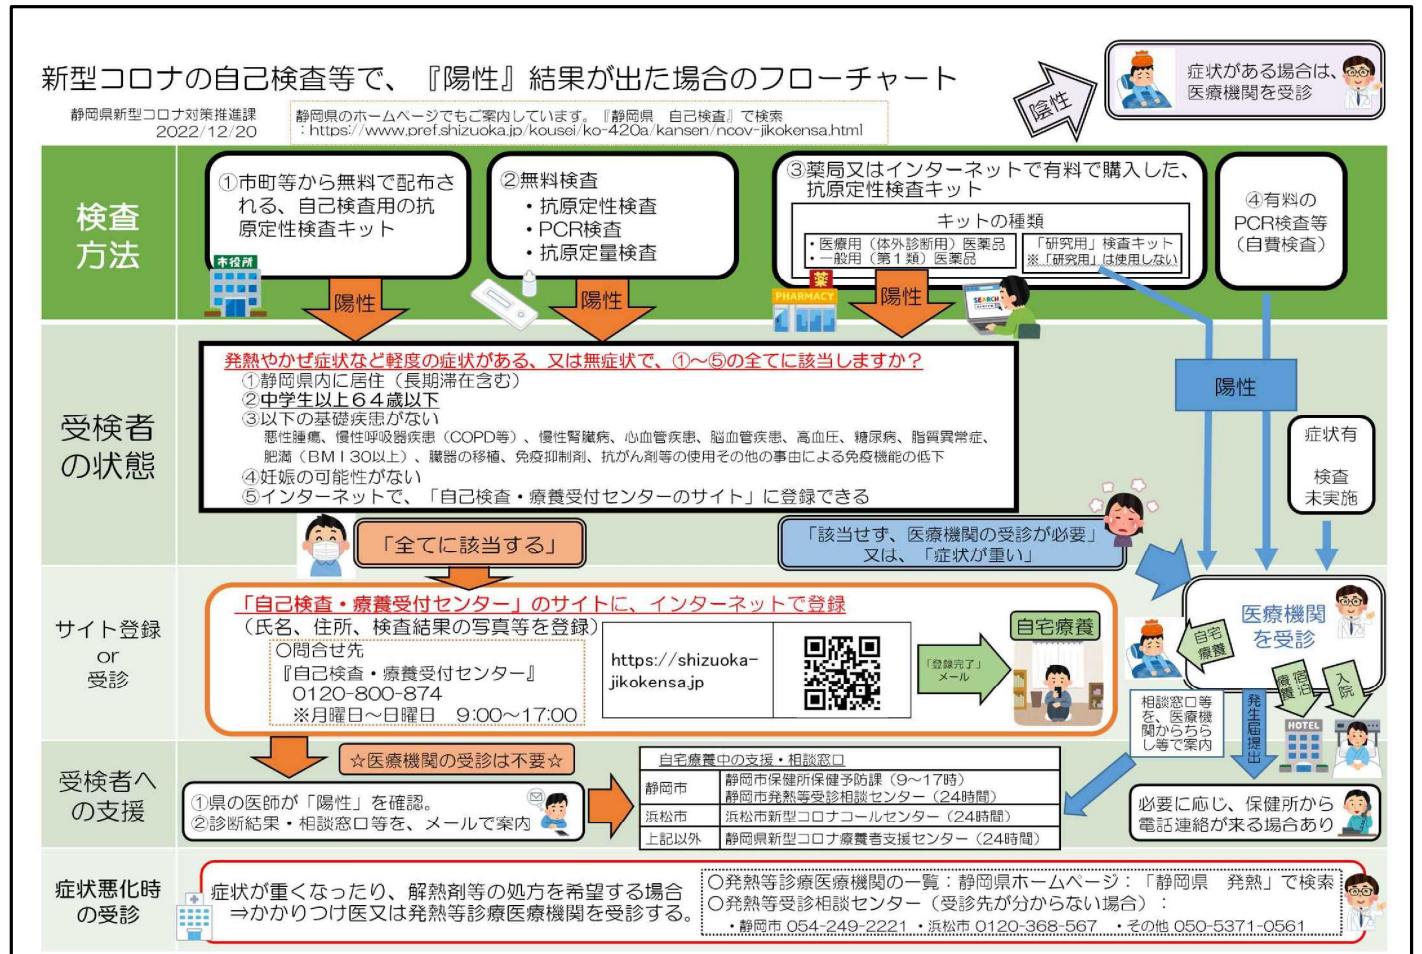 新型コロナの自己検査等で、『陽性』結果が出た場合のフローチャート
静岡県新型コロナ対策推進課
2022/12/20
静岡県のホームページでもご案内しています。『静岡県　自己検査』で検索
：https://www.pref.shizuoka.jp/kousei/ko-420a/kansen/ncov-jikokensa.html
陰性
症状がある場合は、
医療機関を受診
検査
方法
①市町等から無料で配布さ
れる、自己検査用の抗
原定性検査キット
市役所
陽性
②無料検査
・抗原定性検査
・PCR検査
・抗原定量検査
陽性
③薬局又はインターネットで有料で購入した、
抗原定性検査キット
キットの種類
・医療用（体外診断用）医薬品
・一般用（第１類）医薬品
「研究用」検査キット
※「研究用」は使用しない
薬
PHARMACY
陽性
SEARCH
④有料の
PCR検査等
（自費検査）
陽性
受検者
の状態
発熱やかぜ症状など軽度の症状がある、又は無症状で、①～⑤の全てに該当しますか？
①静岡県内に居住（長期滞在含む）
②中学生以上６４歳以下
③以下の基礎疾患がない
悪性腫瘍、慢性呼吸器疾患（COPD等）、慢性腎臓病、心血管疾患、脳血管疾患、高血圧、糖尿病、脂質異常症、
肥満（ＢＭＩ30以上）、臓器の移植、免疫抑制剤、抗がん剤等の使用その他の事由による免疫機能の低下
④妊娠の可能性がない
⑤インターネットで、「自己検査・療養受付センターのサイト」に登録できる
症状有
検査
未実施
「全てに該当する」
「該当せず、医療機関の受診が必要」
又は、「症状が重い」
サイト登録
or
受診
「自己検査・療養受付センター」のサイトに、インターネットで登録
（氏名、住所、検査結果の写真等を登録）
〇問合せ先
『自己検査・療養受付センター』
0120-800-874
※月曜日～日曜日　9:00～17:00
https://shizuoka-
jikokensa.jp
「登録完了」
メール
自宅療養
医療機関
を受診
自宅
療養
宿泊
療養
入院
HOTEL
相談窓口等
を、医療機
関からちら
し等で案内
発生届提出
受検者へ
の支援
☆医療機関の受診は不要☆
①県の医師が「陽性」を確認。
②診断結果・相談窓口等を、メールで案内
自宅療養中の支援・相談窓口
静岡市　静岡市保健所保健予防課（9～17時）
静岡市発熱等受診相談センター（24時間）
浜松市　浜松市新型コロナコールセンター（24時間）
上記以外　静岡県新型コロナ療養者支援センター（24時間）
必要に応じ、保健所から
電話連絡が来る場合あり
症状悪化時
の受診
症状が重くなったり、解熱剤等の処方を希望する場合
⇒かかりつけ医又は発熱等診療医療機関を受診する。
〇発熱等診療医療機関の一覧：静岡県ホームページ：「静岡県　発熱」で検索
〇発熱等受診相談センター（受診先が分からない場合）：
・静岡市 054-249-2221 ・浜松市 0120-368-567　・その他 050-5371-0561